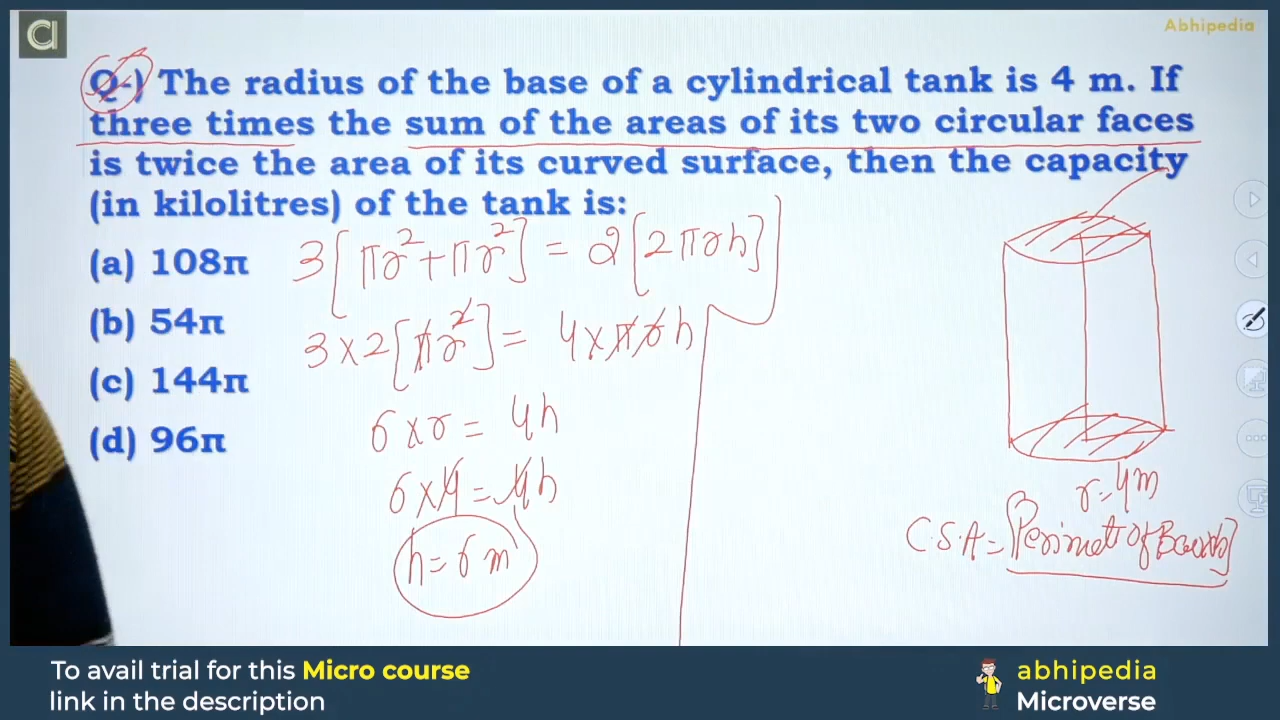 Abhipedia
Q-) The radius of the base of a cylindrical tank is 4 m. If
three times the sum of the areas of its two circular faces
is twice the area of its curved surface, then the capacity
(in kilolitres) of the tank is:
(a) 108π
(b) 54π
(c) 144π
(d) 96π
3[πr²+πr²] = 2[2πrh]
3×2[πr²] = 4×πrh
6×r = 4h
6×4 = 4h
h=6m
r=4m
C.S.A = [Perimeter of Base×h]
To avail trial for this Micro course
link in the description
abhipedia
Microverse